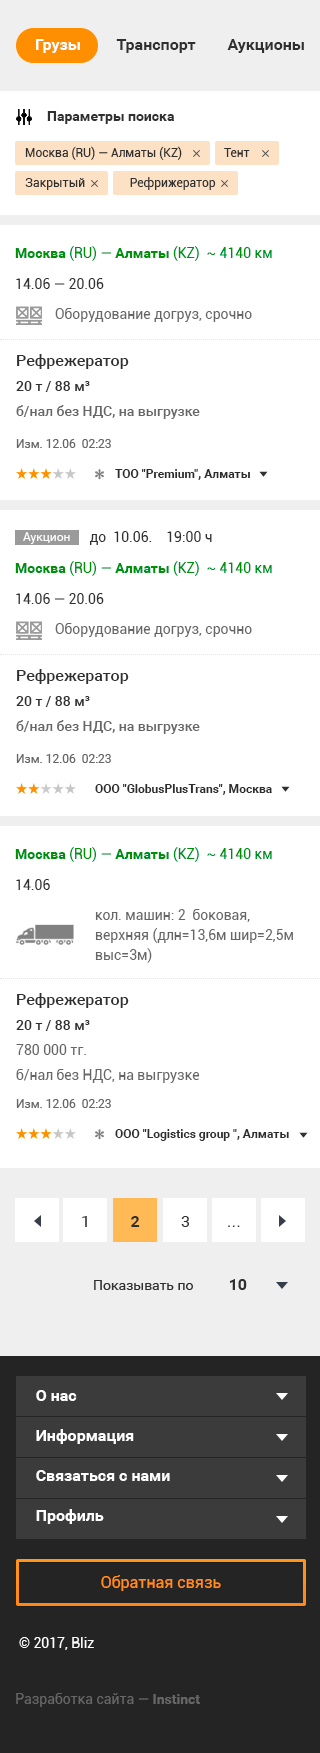 Грузы Транспорт Аукционы
Параметры поиска
Москва (RU) — Алматы (KZ) × Тент ×
Закрытый × Рефрижератор ×
Москва (RU) — Алматы (KZ) ~ 4140 км
14.06 — 20.06
Оборудование догруз, срочно
Рефрежератор
20 т / 88 м³
б/нал без НДС, на выгрузке
Изм. 12.06 02:23
ТОО "Premium", Алматы
Аукцион до 10.06. 19:00 ч
Москва (RU) — Алматы (KZ) ~ 4140 км
14.06 — 20.06
Оборудование догруз, срочно
Рефрежератор
20 т / 88 м³
б/нал без НДС, на выгрузке
Изм. 12.06 02:23
ООО "GlobusPlusTrans", Москва
Москва (RU) — Алматы (KZ) ~ 4140 км
14.06
кол. машин: 2 боковая,
верхняя (длн=13,6м шир=2,5м
выс=3м)
Рефрежератор
20 т / 88 м³
780 000 тг.
б/нал без НДС, на выгрузке
Изм. 12.06 02:23
ООО "Logistics group ", Алматы
1 2 3 ...
Показывать по 10
О нас
Информация
Связаться с нами
Профиль
Обратная связь
© 2017, Bliz
Разработка сайта — Instinct